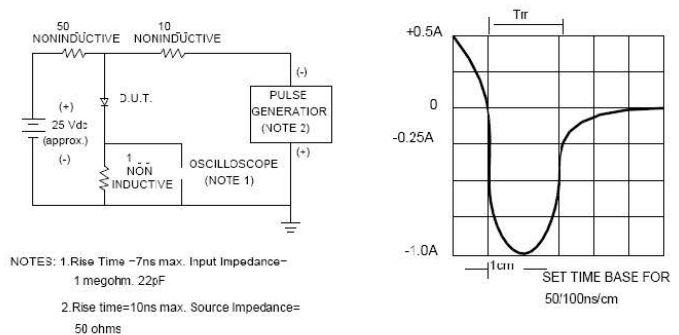 50
NONINDUCTIVE
10
NONINDUCTIVE
(+)
25 Vdc
(approx.)
(-)
D.U.T.
1
NON
INDUCTIVE
OSCILLOSCOPE
(NOTE 1)
(-)
PULSE
GENERATIOR
(NOTE 2)
(+)
NOTES: 1.Rise Time =7ns max. Input Impedance=
1 megohm. 22pF
2.Rise time=10ns max. Source Impedance=
50 ohms
Trr
+0.5A
0
-0.25A
-1.0A
1cm
SET TIME BASE FOR
50/100ns/cm